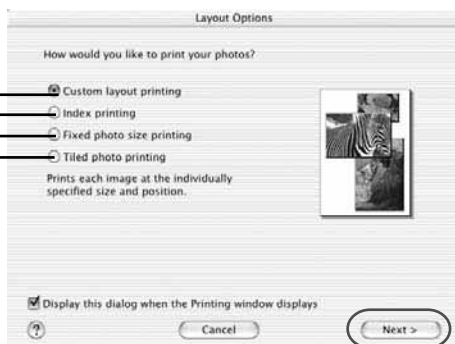 Layout Options
How would you like to print your photos?
Custom layout printing
Index printing
Fixed photo size printing
Tiled photo printing
Prints each image at the individually
specified size and position.
Display this dialog when the Printing window displays
?
Cancel
Next >